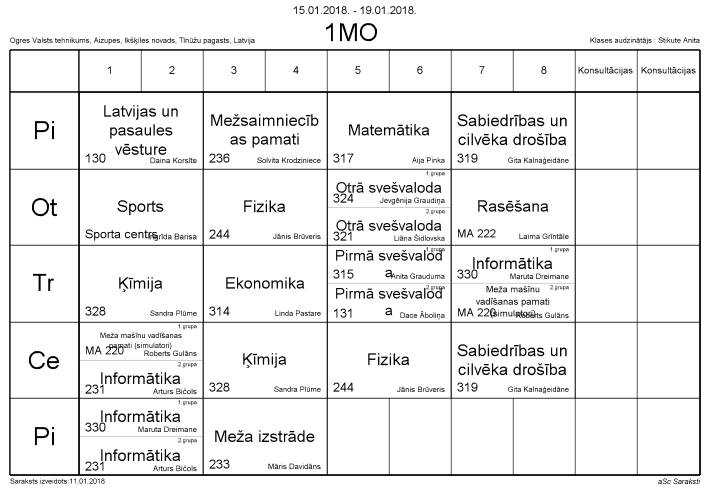 15.01.2018. - 19.01.2018.
1MO
Ogres Valsts tehnikums, Aizupes, Ikšķiles novads, Tīnūžu pagasts, Latvija
Klases audzinātājs : Stikute Anita
1 2 3 4 5 6 7 8 Konsultācijas Konsultācijas
Pi
Latvijas un
pasaules
vēsture
130 Daina Korsīte
Mežsaimniecīb
as pamati
236 Solvita Krodziniece
Matemātika
317 Aija Pinka
Sabiedrības un
cilvēka drošība
319 Gita Kalnaģeidāne
Ot
Sports
Sporta centrs Ingrīda Barisa
Fizika
244 Jānis Brūveris
1.grupa
Otrā svešvaloda
324 Jevgēnija Graudiņa
2.grupa
Otrā svešvaloda
321 Liāna Šidlovska
Rasēšana
MA 222 Laima Grīntāle
Tr
Ķīmija
328 Sandra Plūme
Ekonomika
314 Linda Pastare
1.grupa
Pirmā svešvalod
a
315 Anita Grauduma
2.grupa
Pirmā svešvalod
a
131 Dace Āboliņa
1.grupa
Informātika
330 Maruta Dreimane
2.grupa
Meža mašīnu
vadīšanas pamati
(simulatori)
MA 220 Roberts Gulāns
Ce
1.grupa
Meža mašīnu vadīšanas
pamati (simulatori)
MA 220 Roberts Gulāns
2.grupa
Informātika
231 Arturs Bičols
Ķīmija
328 Sandra Plūme
Fizika
244 Jānis Brūveris
Sabiedrības un
cilvēka drošība
319 Gita Kalnaģeidāne
Pi
1.grupa
Informātika
330 Maruta Dreimane
2.grupa
Informātika
231 Arturs Bičols
Meža izstrāde
233 Māris Davidāns
Saraksts izveidots:11.01.2018
aSc Saraksti